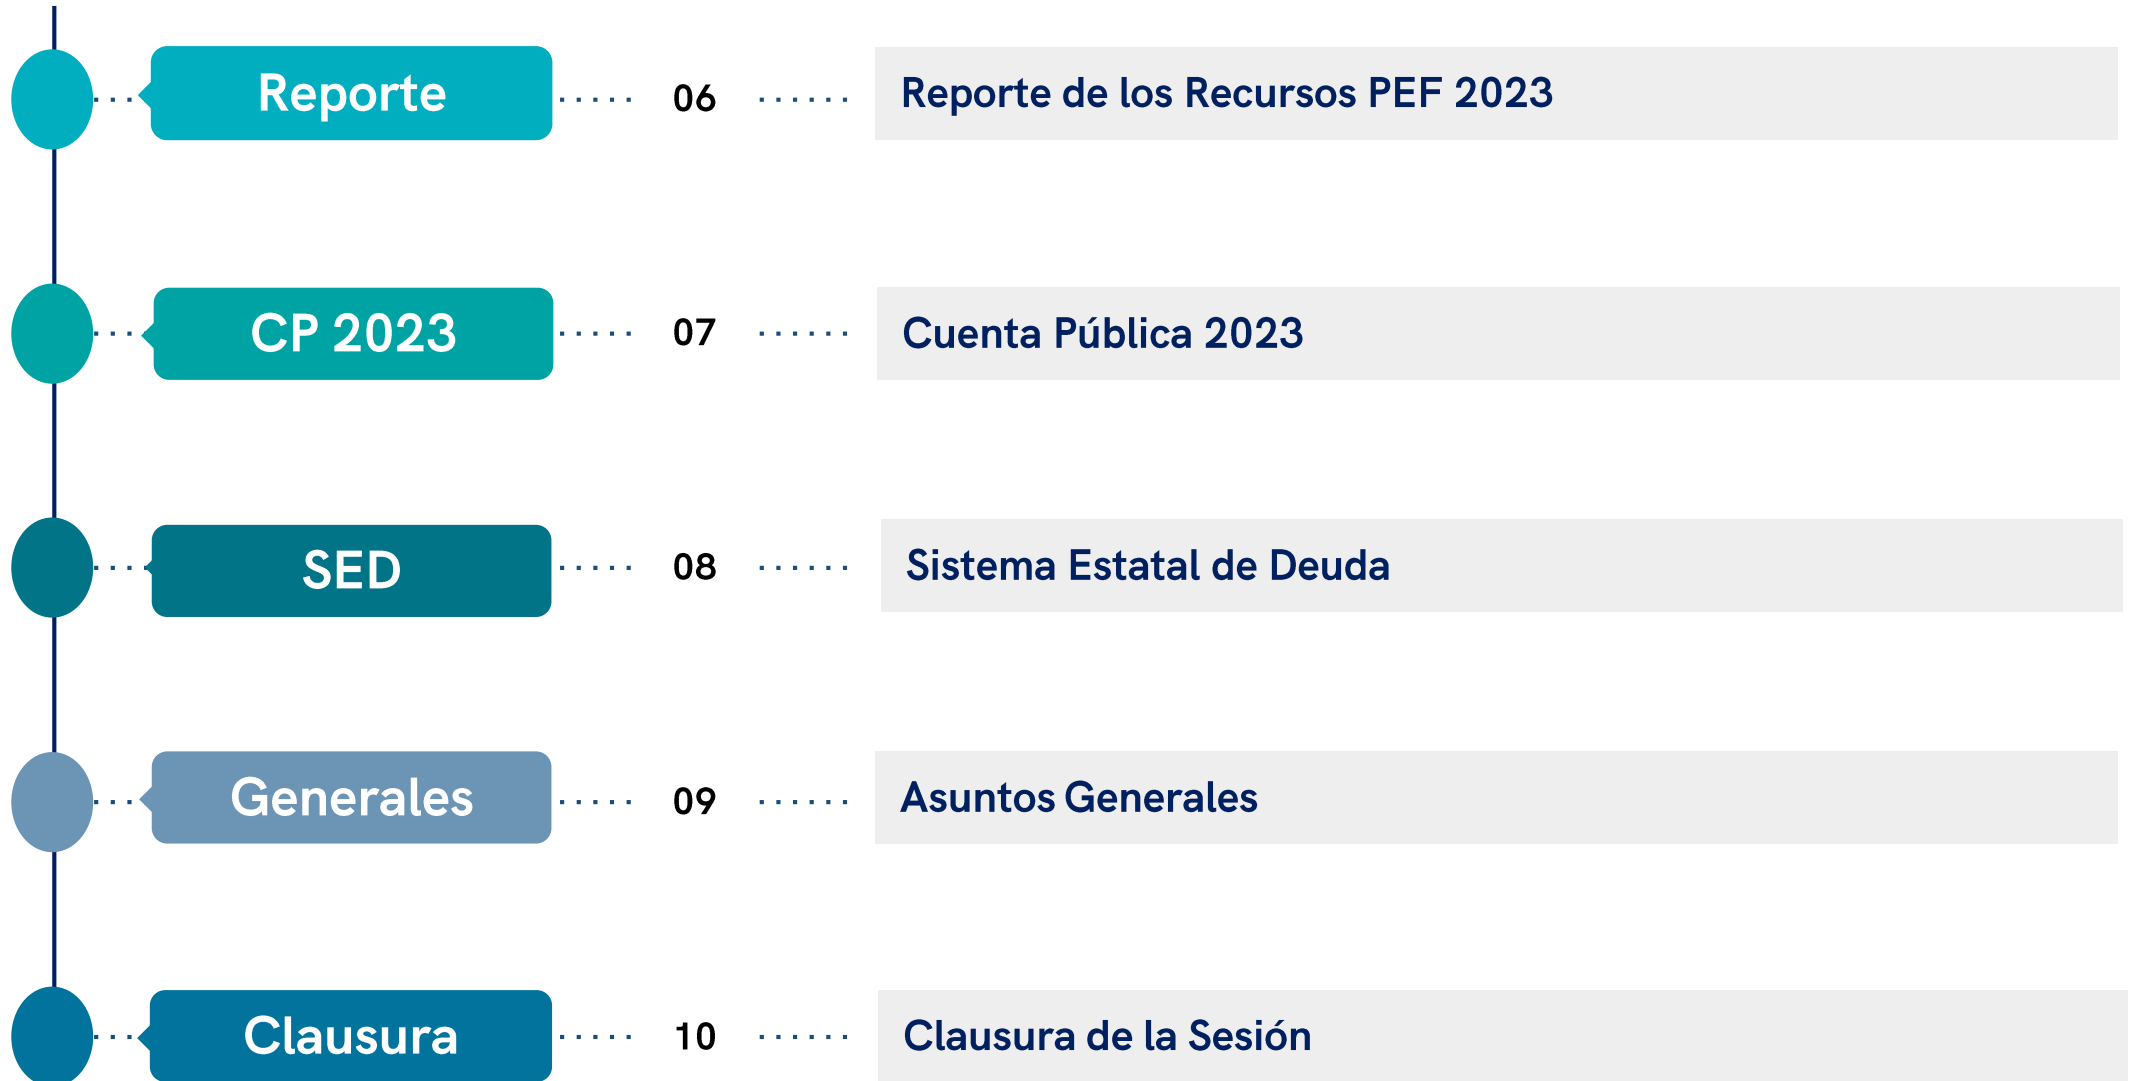 Reporte 06 Reporte de los Recursos PEF 2023
CP 2023 07 Cuenta Pública 2023
SED 08 Sistema Estatal de Deuda
Generales 09 Asuntos Generales
Clausura 10 Clausura de la Sesión